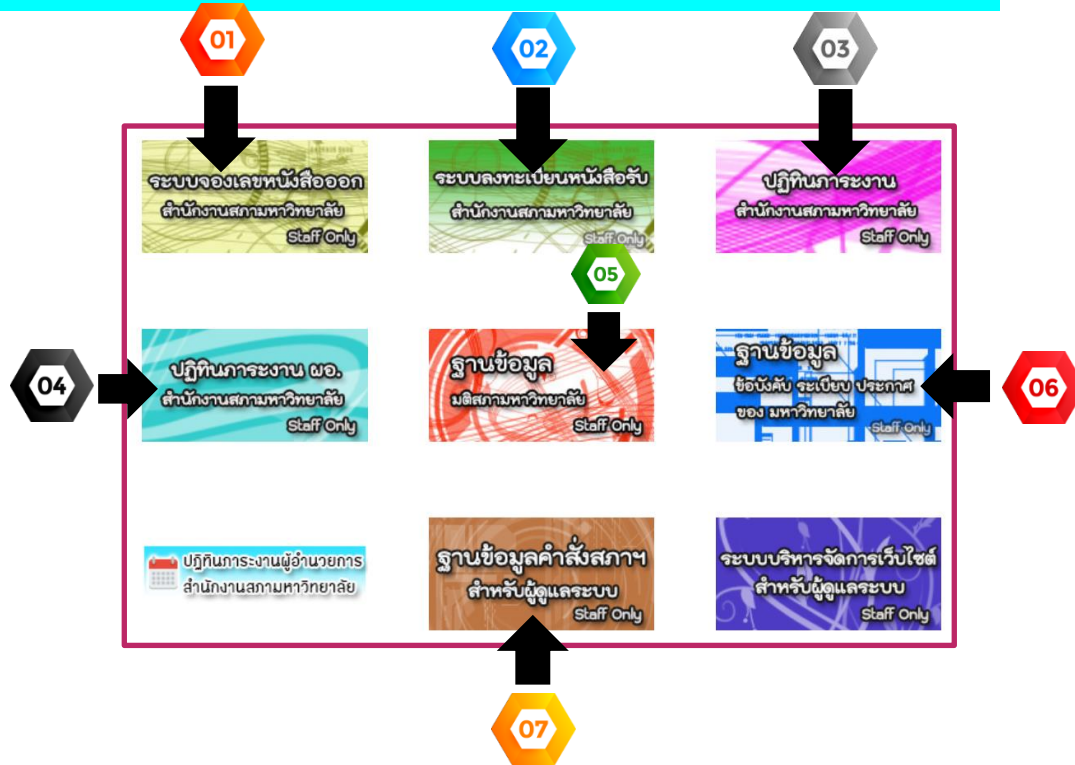 01
02
03
ระบบจองเลขหนังสือออก
สำนักงานสภามหาวิทยาลัย
Staff Only
ระบบลงทะเบียนหนังสือรับ
สำนักงานสภามหาวิทยาลัย
Staff Only
ปฏิทินภาระงาน
สำนักงานสภามหาวิทยาลัย
Staff Only
05
04
ปฏิทินภาระงาน ผอ.
สำนักงานสภามหาวิทยาลัย
Staff Only
ฐานข้อมูล
มติสภามหาวิทยาลัย
Staff Only
ฐานข้อมูล
ข้อบังคับ ระเบียบ ประกาศ
ของ มหาวิทยาลัย
Staff Only
06
ปฏิทินภาระงานผู้อำนวยการ
สำนักงานสภามหาวิทยาลัย
ฐานข้อมูลคำสั่งสภาฯ
สำหรับผู้ดูแลระบบ
Staff Only
ระบบบริหารจัดการเว็บไซต์
สำหรับผู้ดูแลระบบ
Staff Only
07